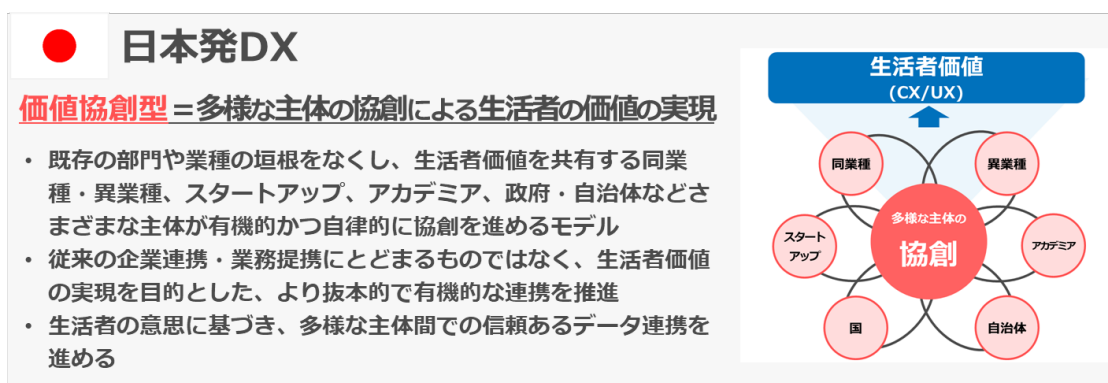 日本発DX
価値協創型＝多様な主体の協創による生活者の価値の実現
• 既存の部門や業種の垣根をなくし、生活者価値を共有する同業
種・異業種、スタートアップ、アカデミア、政府・自治体などさ
まざまな主体が有機的かつ自律的に協創を進めるモデル
• 従来の企業連携・業務提携にとどまるものではなく、生活者価値
の実現を目的とした、より抜本的で有機的な連携を推進
• 生活者の意思に基づき、多様な主体間での信頼あるデータ連携を
進める
生活者価値
(CX/UX)
同業種
異業種
スタート
アップ
多様な主体の
協創
アカデミア
国
自治体